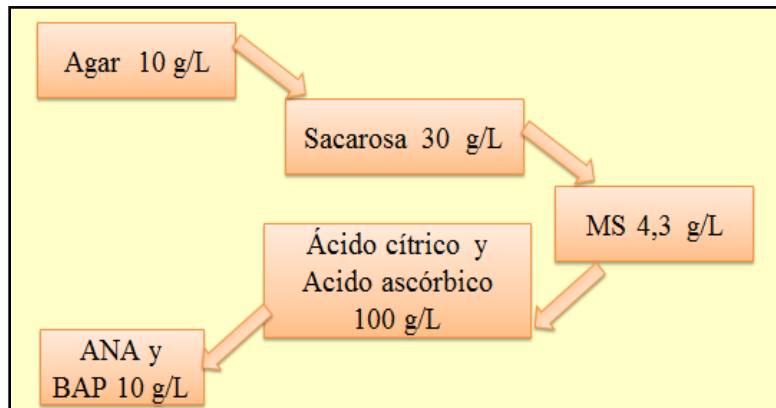 Agar 10 g/L
Sacarosa 30 g/L
MS 4,3 g/L
Ácido cítrico y
Acido ascórbico
100 g/L
ANA y
BAP 10 g/L